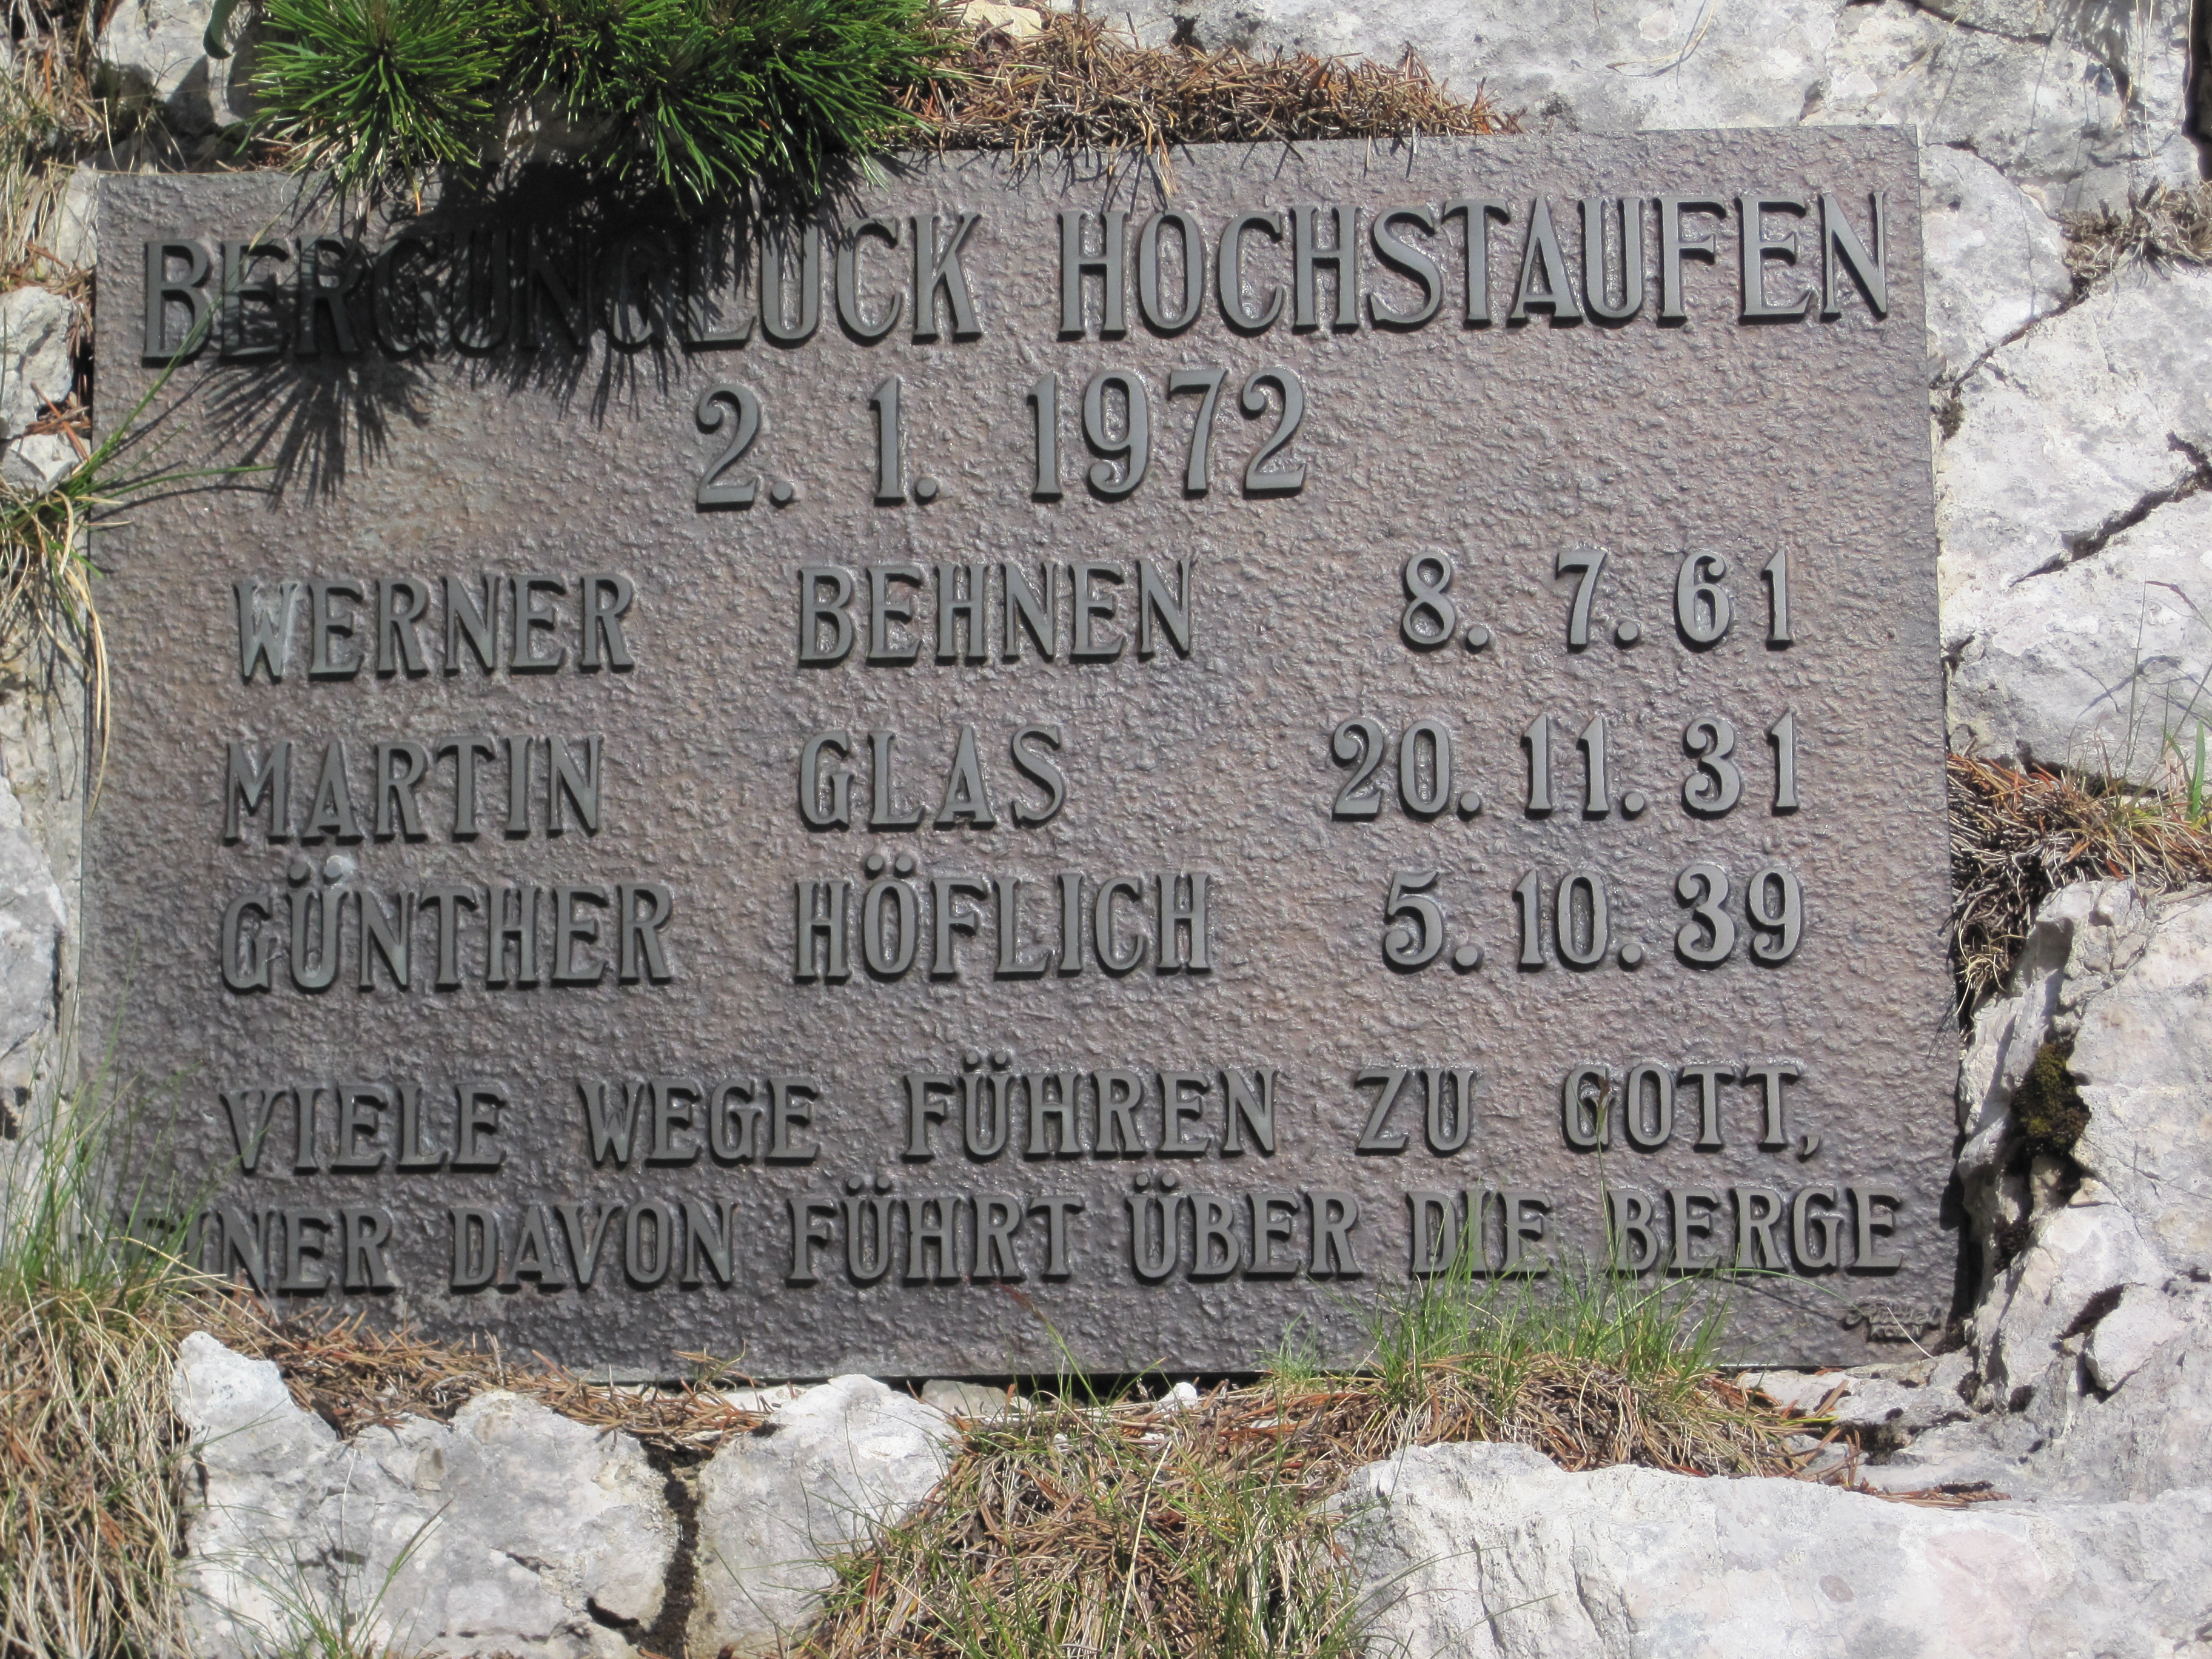 BERGUNGLÜCK HOCHSTAUFEN
2. 1. 1972
WERNER BEHNEN 8. 7. 61
MARTIN GLAS 20. 11. 31
GÜNTHER HÖFLICH 5. 10. 39
VIELE WEGE FÜHREN ZU GOTT,
EINER DAVON FÜHRT ÜBER DIE BERGE